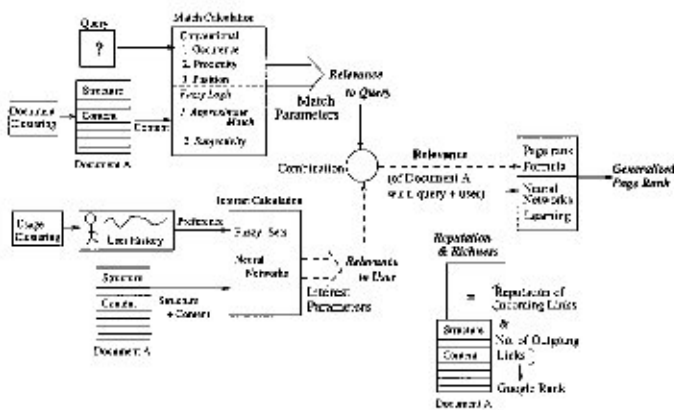 Query
?
Match Calculation
Conventional
1. Occurence
2. Proximity
3. Position
Fuzzy Logic
1. Approximate
Match
2. Subjectivity
Document
Clustering
Structure
Content
Document A
Content
Match
Parameters
Relevance
to Query
Combination
Relevance
(of Document A
w.r.t. query + user)
Page rank
Formula
Neural
Networks
Learning
Generalised
Page Rank
Usage
Clustering
User History
Preference
Interest Calculation
Fuzzy Sets
Neural
Networks
Structure
Content
Document A
Structure
+ Content
Interest
Parameters
Relevance
to User
Reputation
& Richness
=
Reputation of
Incoming Links
&
No. of Outgoing
Links
Google Rank
Structure
Content
Document A